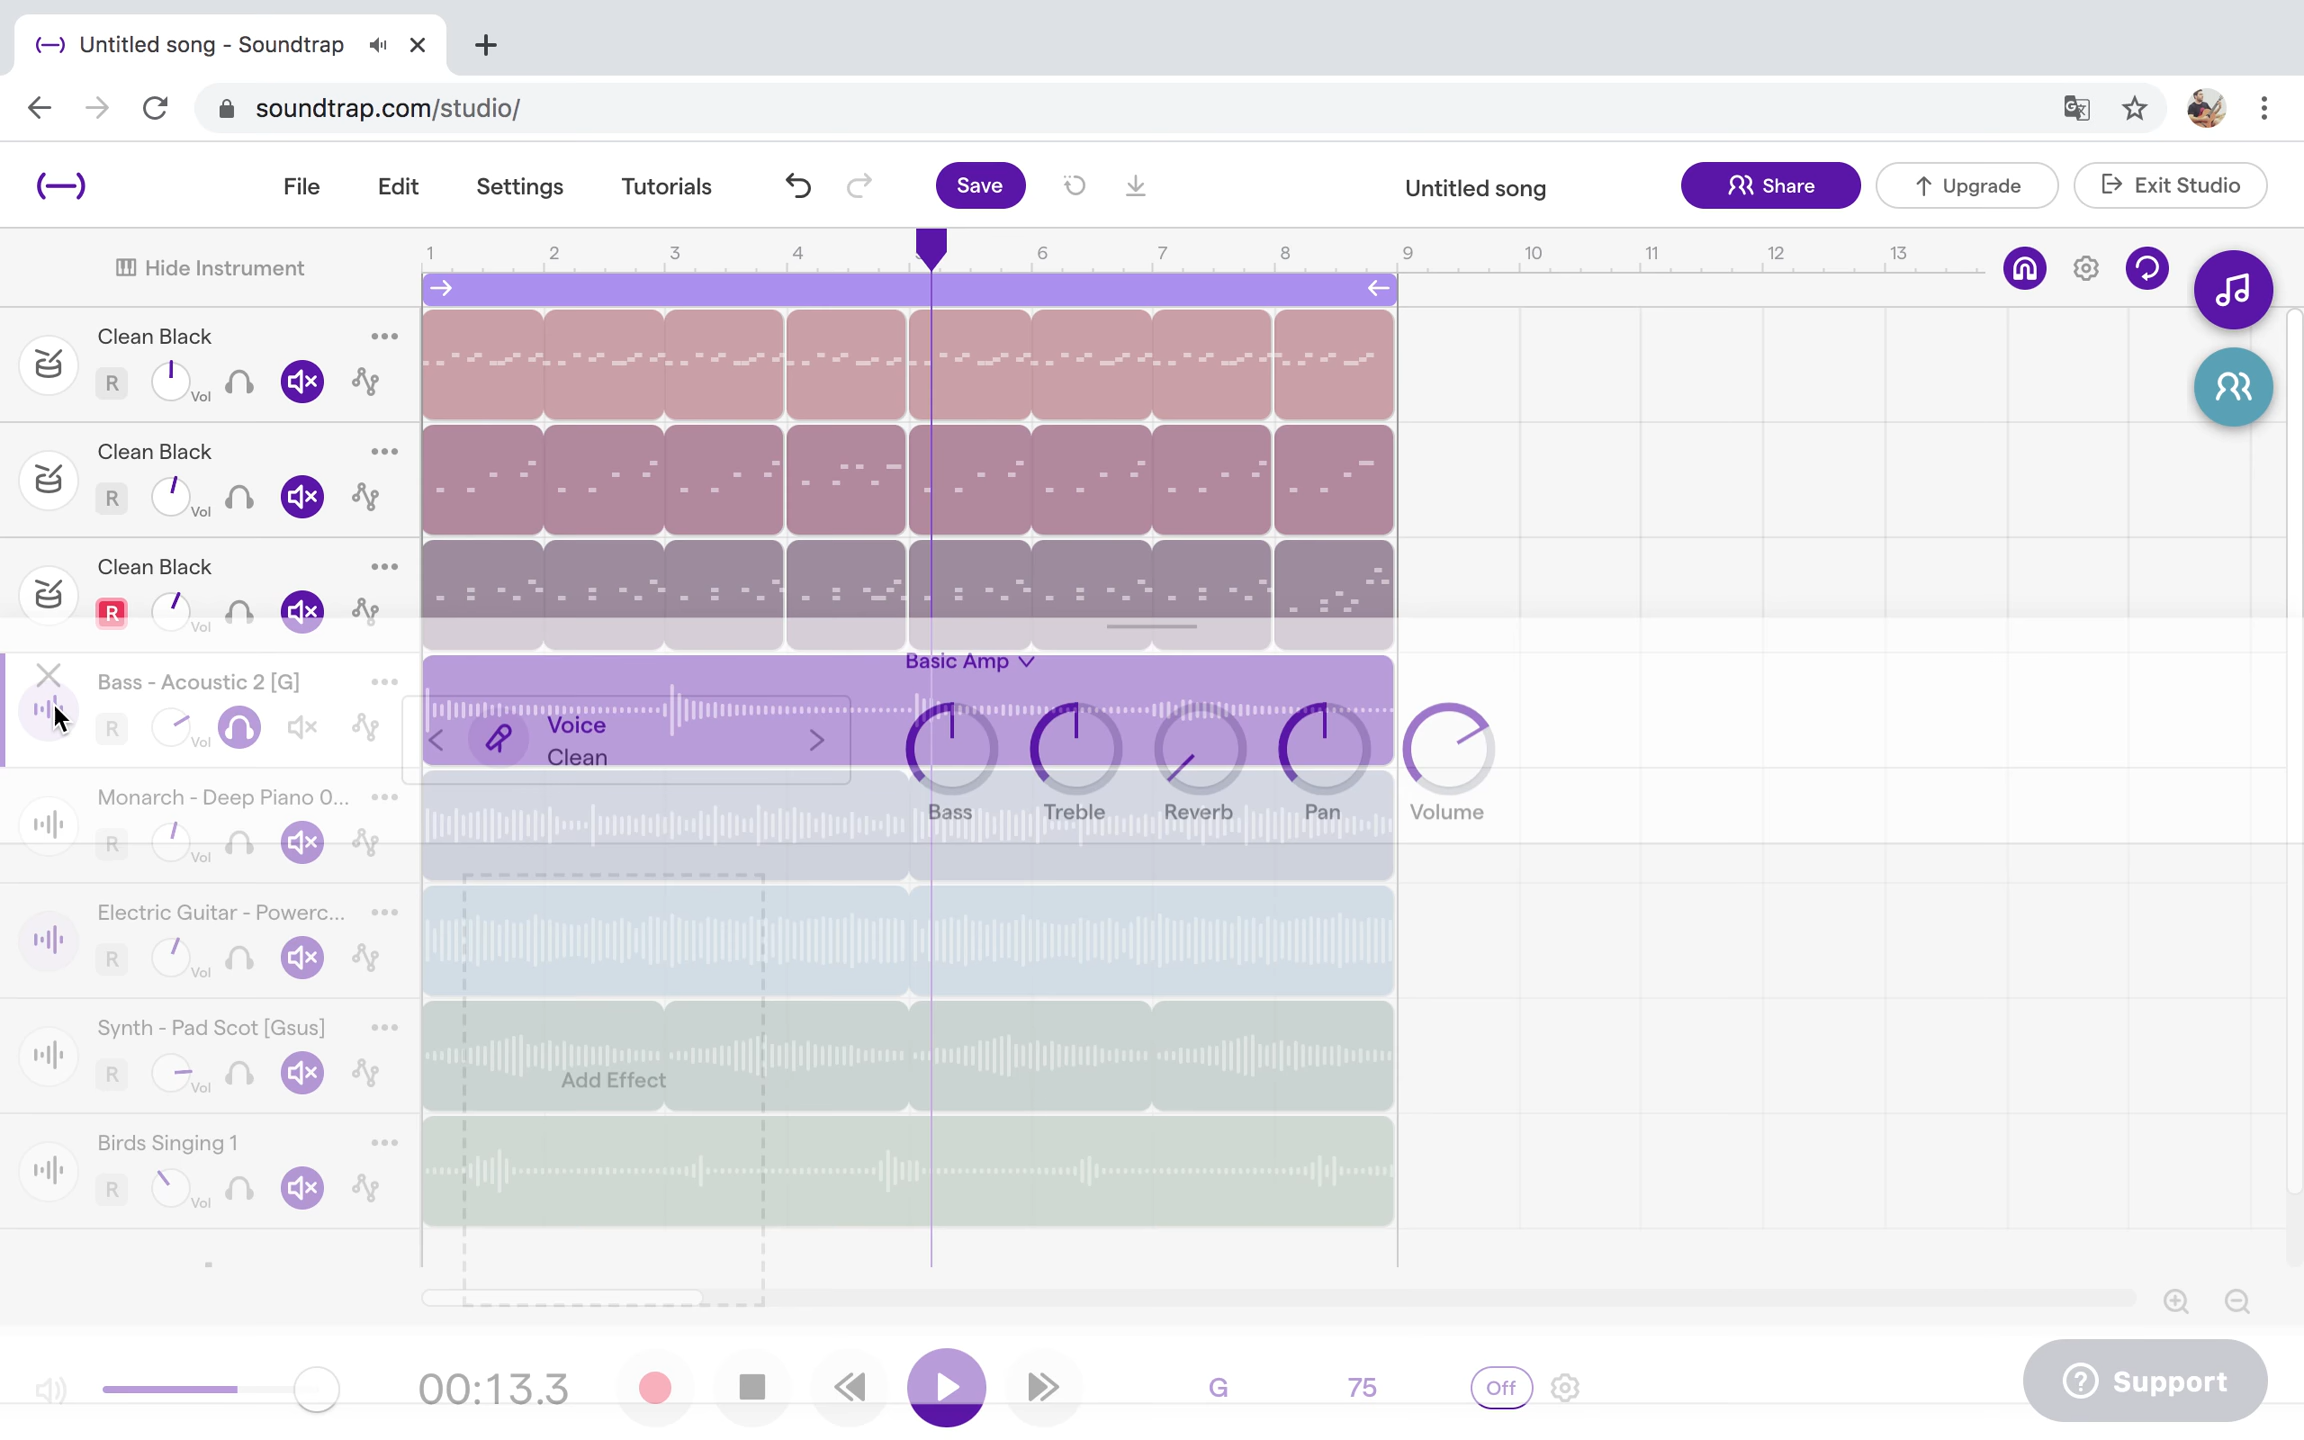 Untitled song - Soundtrap
soundtrap.com/studio/
File Edit Settings Tutorials Save Untitled song Share Upgrade Exit Studio
Hide Instrument
1 2 3 4 5 6 7 8 9 10 11 12 13
Clean Black
R Vol
Clean Black
R Vol
Clean Black
R Vol
Basic Amp
Bass - Acoustic 2 [G]
R Vol
Voice
Clean
Bass Treble Reverb Pan Volume
Monarch - Deep Piano 0...
R Vol
Electric Guitar - Powerc...
R Vol
Synth - Pad Scot [Gsus]
R Vol
Add Effect
Birds Singing 1
R Vol
00:13.3 G 75 Off Support